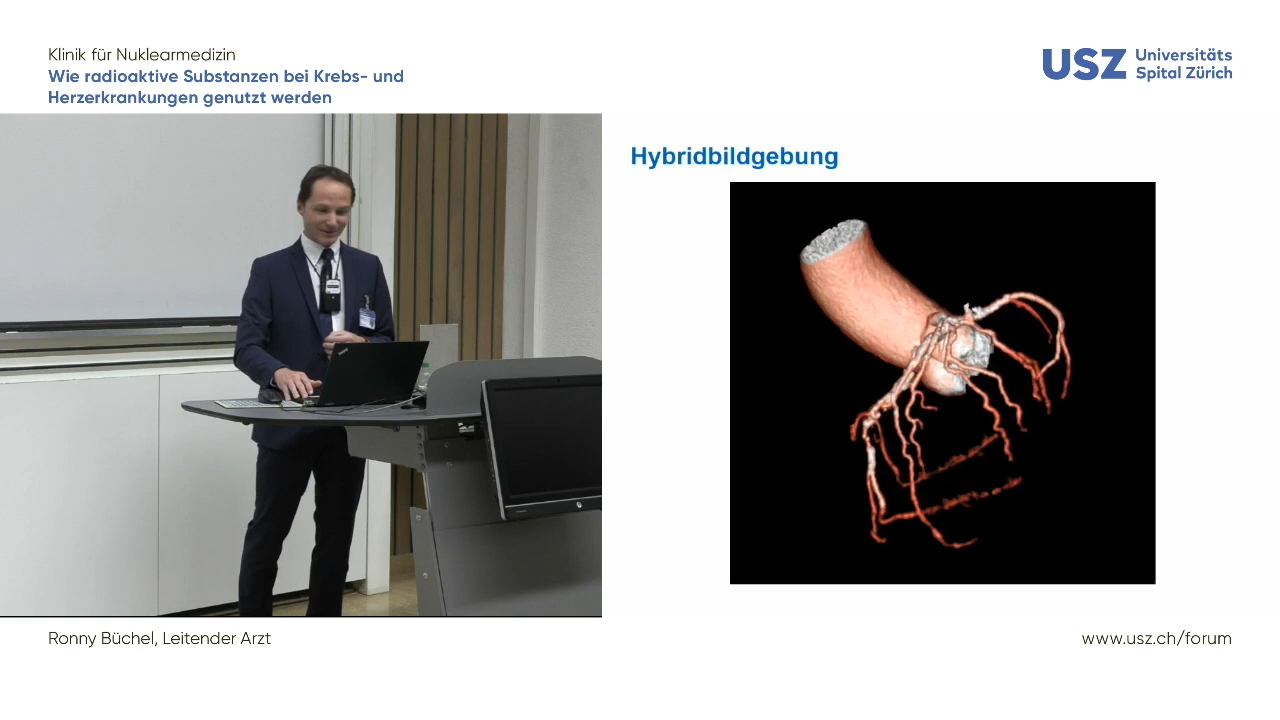 Klinik für Nuklearmedizin
Wie radioaktive Substanzen bei Krebs- und
Herzerkrankungen genutzt werden
USZ Universitäts
Spital Zürich
Hybridbildgebung
Ronny Büchel, Leitender Arzt
www.usz.ch/forum